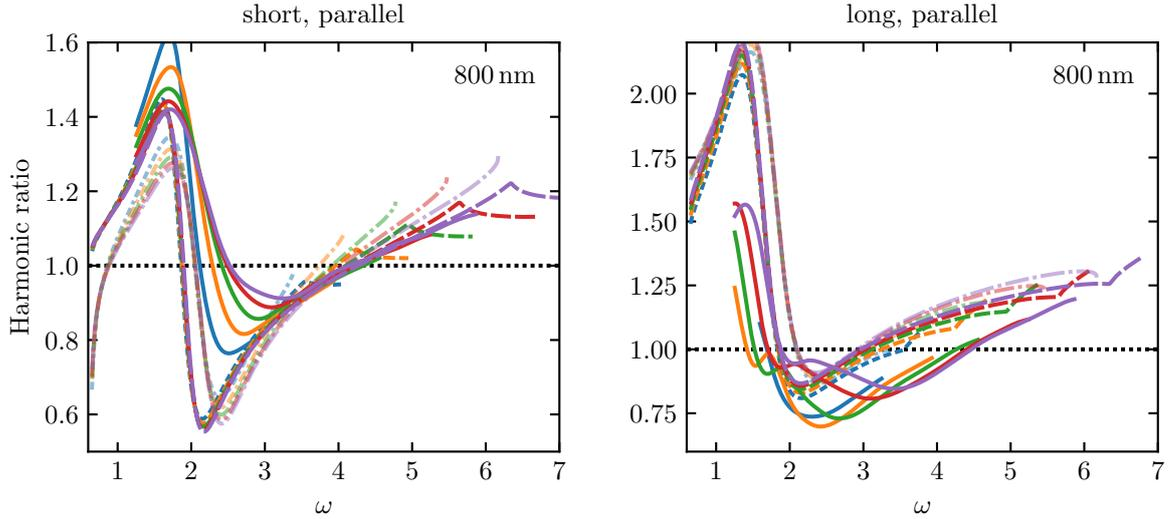 short, parallel
800 nm
Harmonic ratio
1.6
1.4
1.2
1.0
0.8
0.6
1 2 3 4 5 6 7
ω
long, parallel
800 nm
2.00
1.75
1.50
1.25
1.00
0.75
1 2 3 4 5 6 7
ω